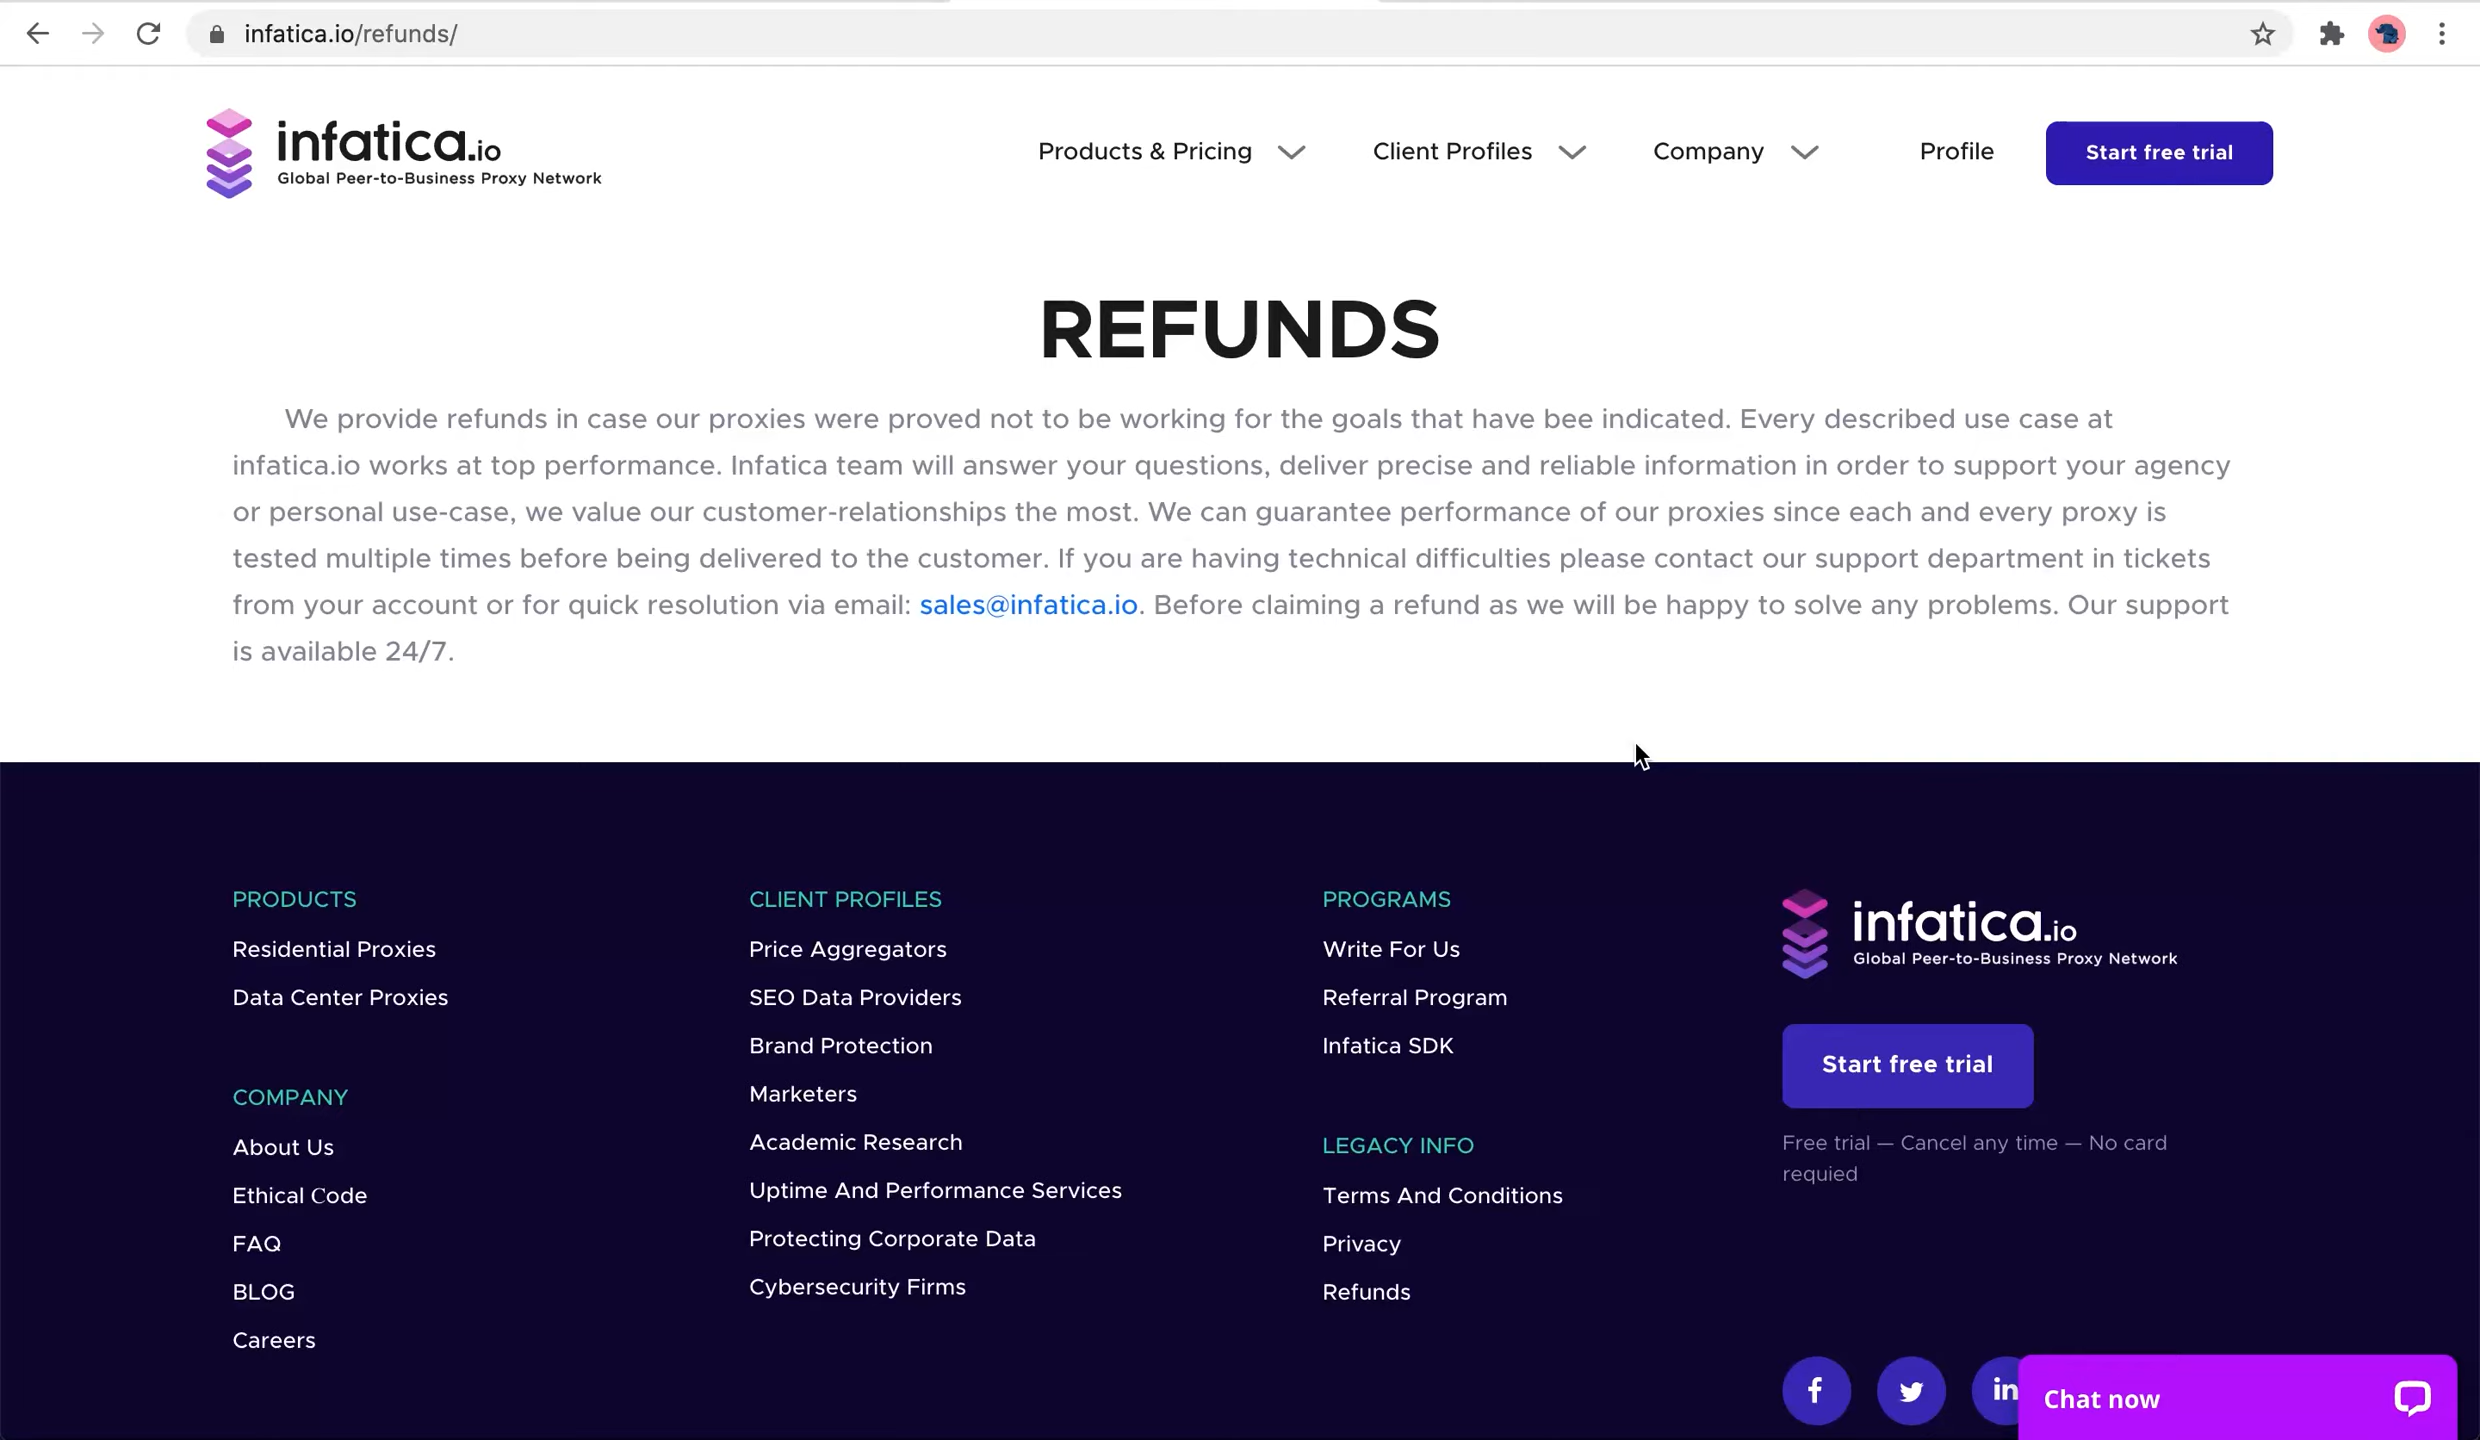 infatica.io/refunds/
infatica.io
Global Peer-to-Business Proxy Network
Products & Pricing
Client Profiles
Company
Profile
Start free trial
REFUNDS
We provide refunds in case our proxies were proved not to be working for the goals that have bee indicated. Every described use case at
infatica.io works at top performance. Infatica team will answer your questions, deliver precise and reliable information in order to support your agency
or personal use-case, we value our customer-relationships the most. We can guarantee performance of our proxies since each and every proxy is
tested multiple times before being delivered to the customer. If you are having technical difficulties please contact our support department in tickets
from your account or for quick resolution via email: sales@infatica.io. Before claiming a refund as we will be happy to solve any problems. Our support
is available 24/7.
PRODUCTS
Residential Proxies
Data Center Proxies
COMPANY
About Us
Ethical Code
FAQ
BLOG
Careers
CLIENT PROFILES
Price Aggregators
SEO Data Providers
Brand Protection
Marketers
Academic Research
Uptime And Performance Services
Protecting Corporate Data
Cybersecurity Firms
PROGRAMS
Write For Us
Referral Program
Infatica SDK
LEGACY INFO
Terms And Conditions
Privacy
Refunds
infatica.io
Global Peer-to-Business Proxy Network
Start free trial
Free trial — Cancel any time — No card
requied
f
in
Chat now